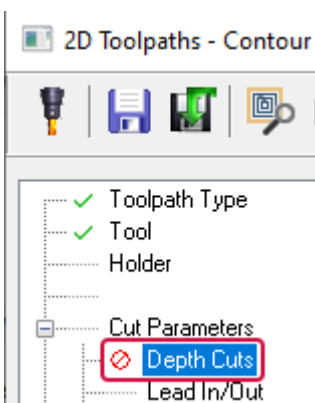 2D Toolpaths - Contour
Toolpath Type
Tool
Holder
Cut Parameters
Depth Cuts
Lead In/Out